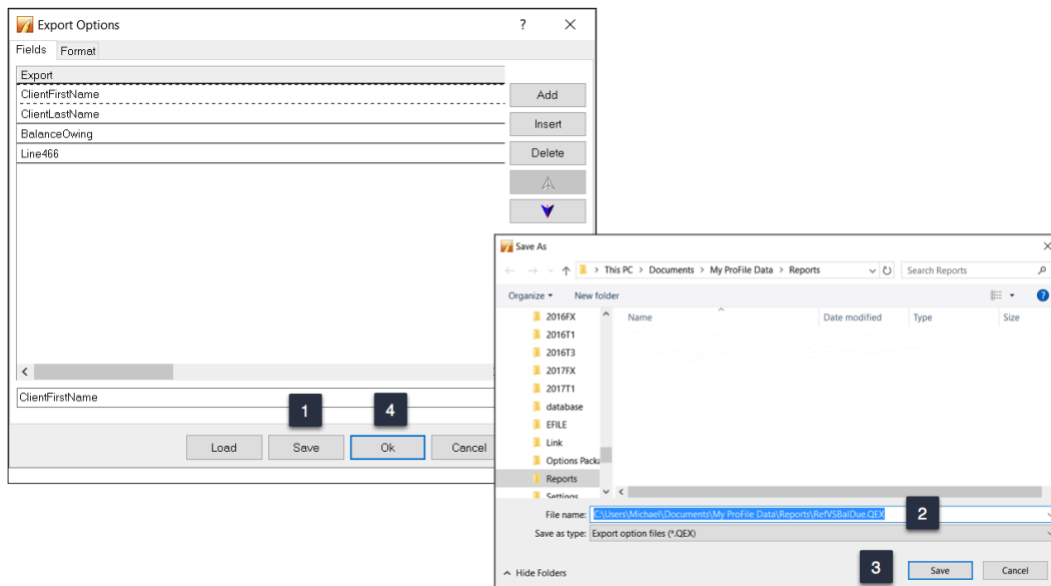 Export Options
?
Fields Format
Export
ClientFirstName
ClientLastName
BalanceOwing
Line466
Add
Insert
Delete
ClientFirstName
1
4
Load Save Ok Cancel
Save As
This PC > Documents > My ProFile Data > Reports
Search Reports
Organize New folder
?
Name Date modified Type Size
2016FX
2016T1
2016T3
2017FX
2017T1
database
EFILE
Link
Options Packa
Reports
Settings
File name: C:\Users\Michael\Documents\My ProFile Data\Reports\RefVSBalDue.QEX
2
Save as type: Export option files (*.QEX)
Hide Folders
3
Save Cancel